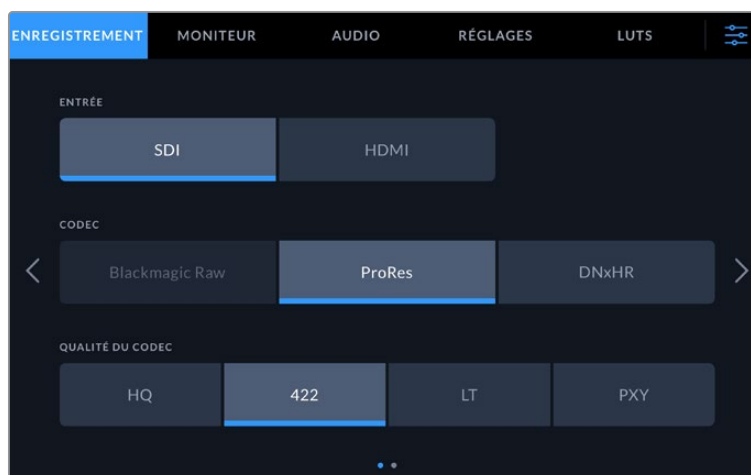 ENREGISTREMENT MONITEUR AUDIO RÉGLAGES LUTS
ENTRÉE
SDI HDMI
CODEC
Blackmagic Raw ProRes DNxHR
QUALITÉ DU CODEC
HQ 422 LT PXY